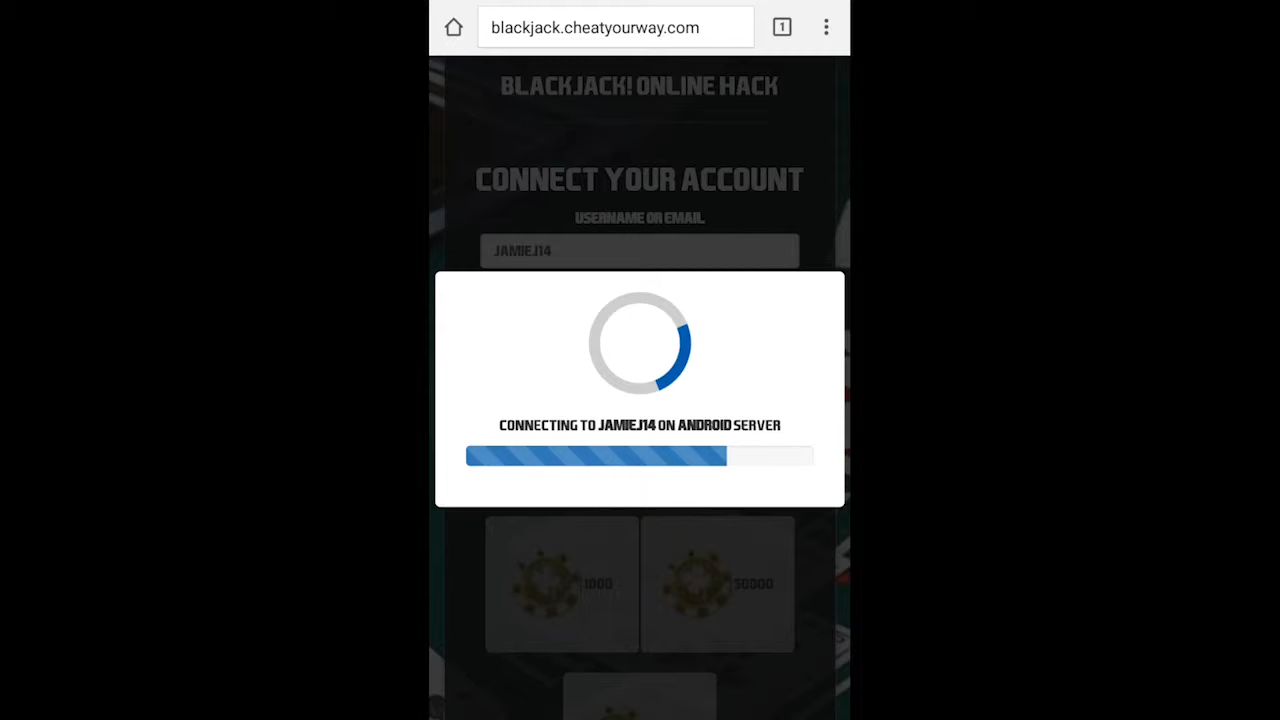 blackjack.cheatyourway.com
1
BLACKJACK! ONLINE HACK
CONNECT YOUR ACCOUNT
USERNAME OR EMAIL
JAMIEJ14
CONNECTING TO JAMIEJ14 ON ANDROID SERVER
1000
50000